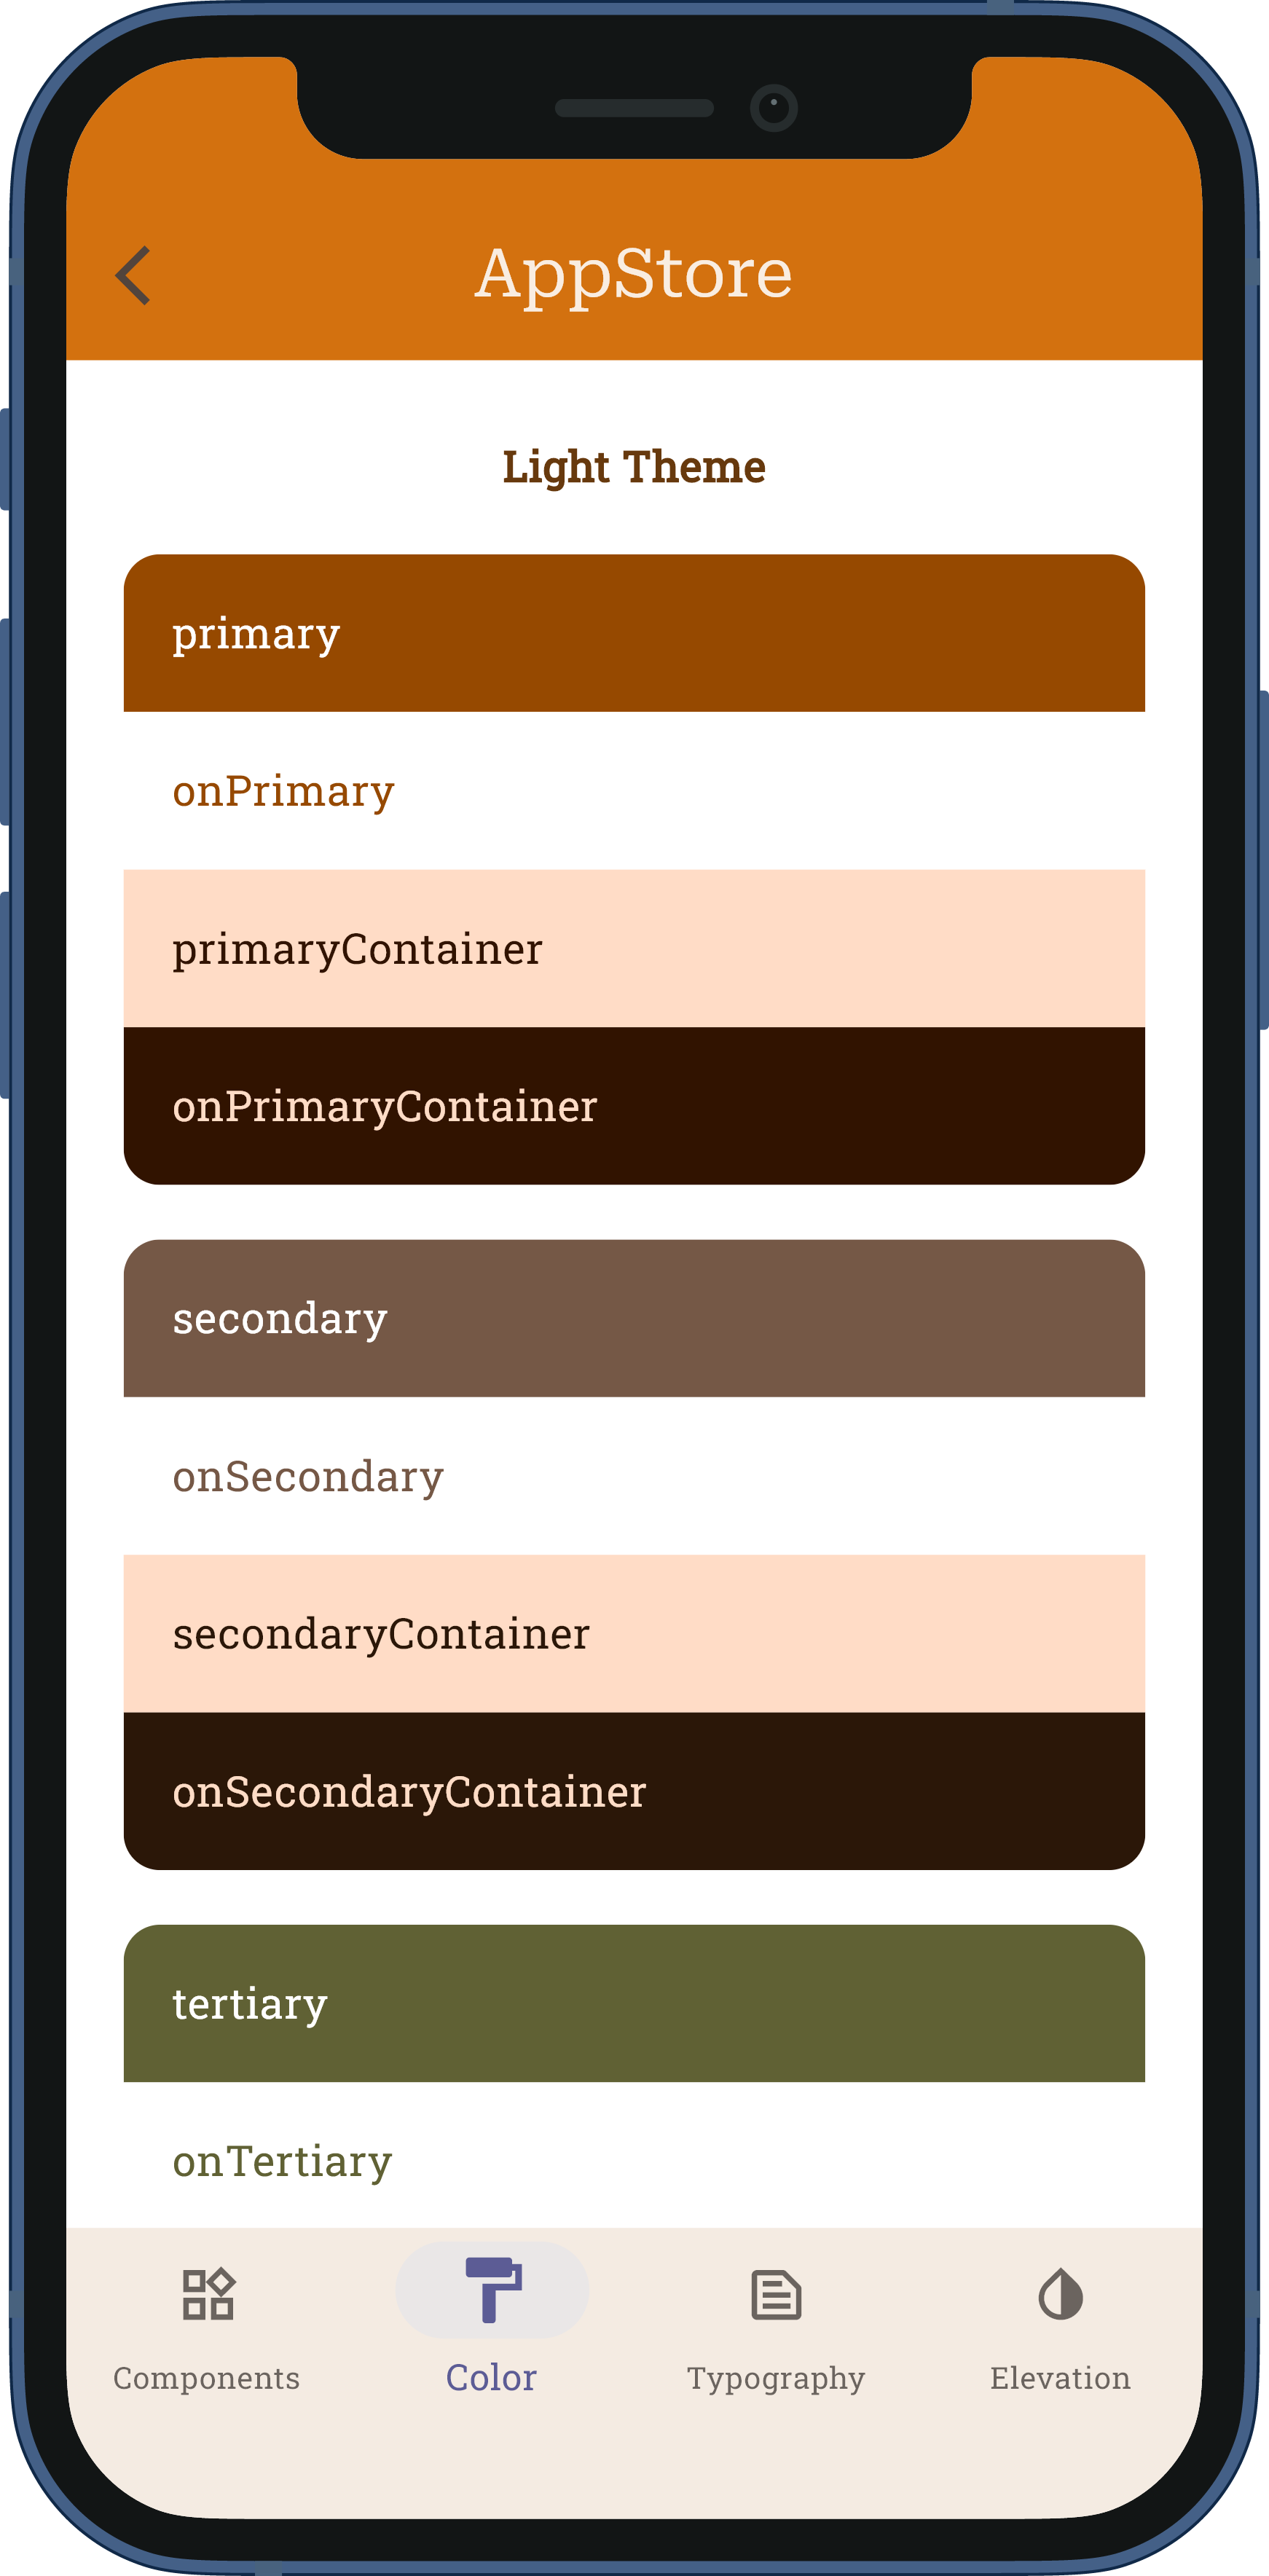 AppStore
Light Theme
primary
onPrimary
primaryContainer
onPrimaryContainer
secondary
onSecondary
secondaryContainer
onSecondaryContainer
tertiary
onTertiary
Components Color Typography Elevation